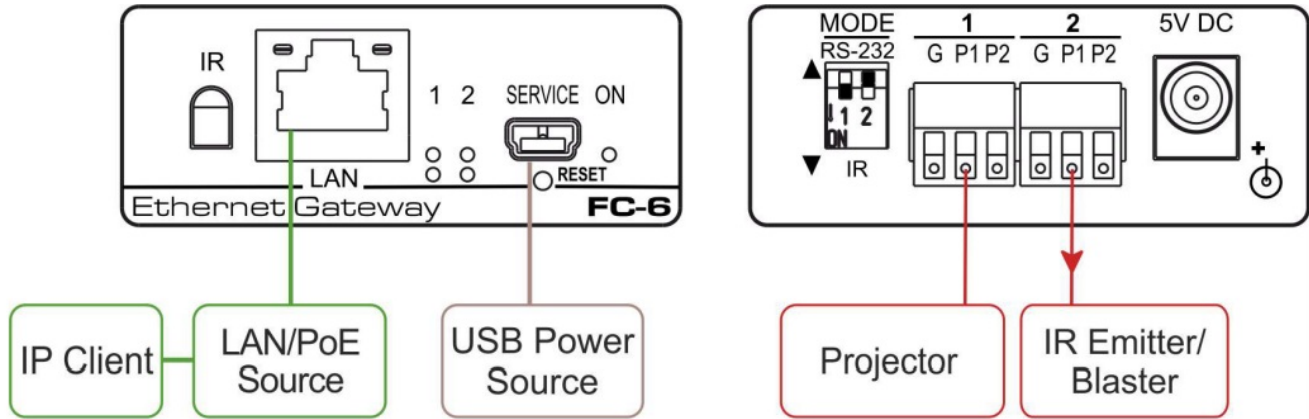 IR
1 2
SERVICE ON
LAN
RESET
Ethernet Gateway
FC-6
MODE
RS-232
1 2
ON
IR
1
G P1 P2
2
G P1 P2
5V DC
+
IP Client
LAN/PoE
Source
USB Power
Source
Projector
IR Emitter/
Blaster